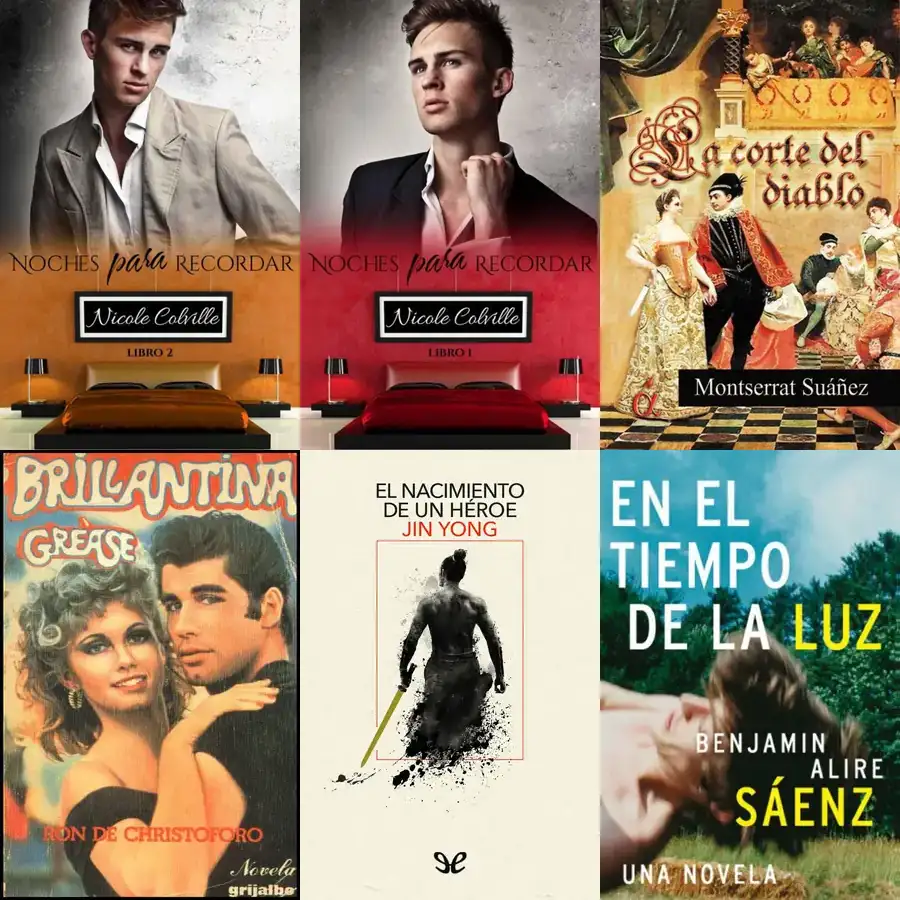 NOCHES para RECORDAR
Nicole Colville
LIBRO 2
NOCHES para RECORDAR
Nicole Colville
LIBRO 1
La corte del
diablo
á
Montserrat Suáñez
BRILLANTINA
GREASE
RON DE CHRISTOFORO
Novela
grijalbo
EL NACIMIENTO
DE UN HÉROE
JIN YONG
EN EL
TIEMPO
DE LA LUZ
BENJAMIN
ALIRE
SÁENZ
UNA NOVELA